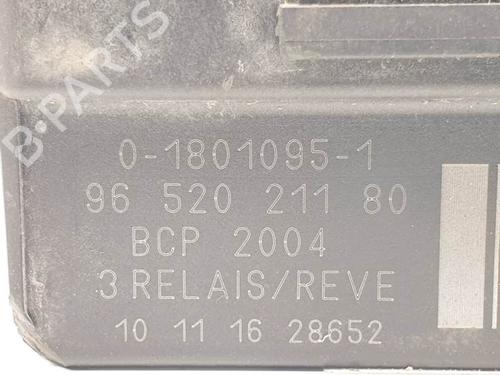 B-PARTS
0-1801095-1
96 520 211 80
BCP 2004
3 RELAIS/REVE
10 11 16 28652